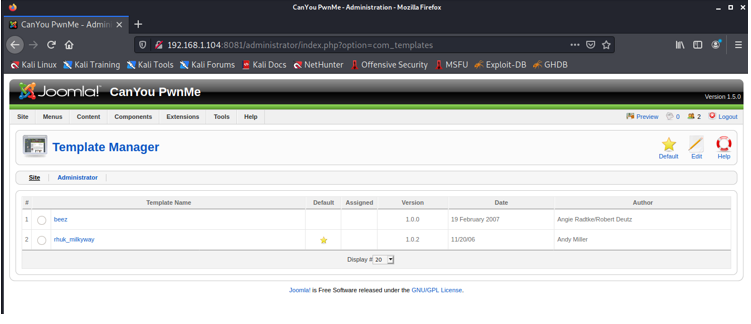 CanYou PwnMe - Administration - Mozilla Firefox
CanYou PwnMe - Admini
192.168.1.104:8081/administrator/index.php?option=com_templates
Kali Linux Kali Training Kali Tools Kali Forums Kali Docs NetHunter Offensive Security MSFU Exploit-DB GHDB
Joomla! CanYou PwnMe Version 1.5.0
Site Menus Content Components Extensions Tools Help Preview 0 2 Logout
Template Manager
Default Edit Help
Site Administrator
# Template Name Default Assigned Version Date Author
1 beez 1.0.0 19 February 2007 Angie Radtke/Robert Deutz
2 rhuk_milkyway 1.0.2 11/20/06 Andy Miller
Display # 20
Joomla! is Free Software released under the GNU/GPL License.